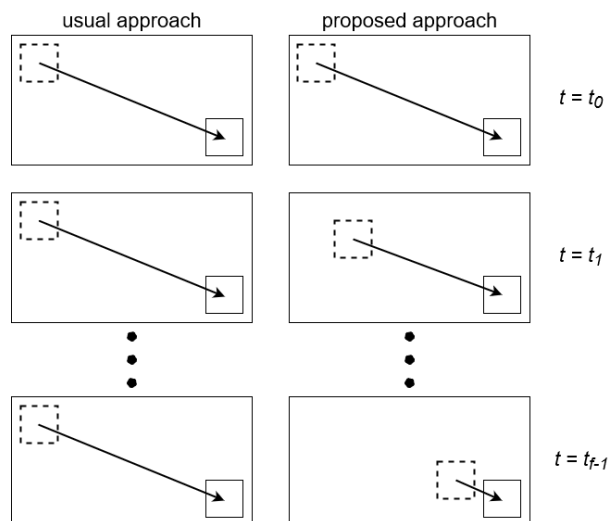 usual approach
proposed approach
t = t0
t = t1
t = tf-1